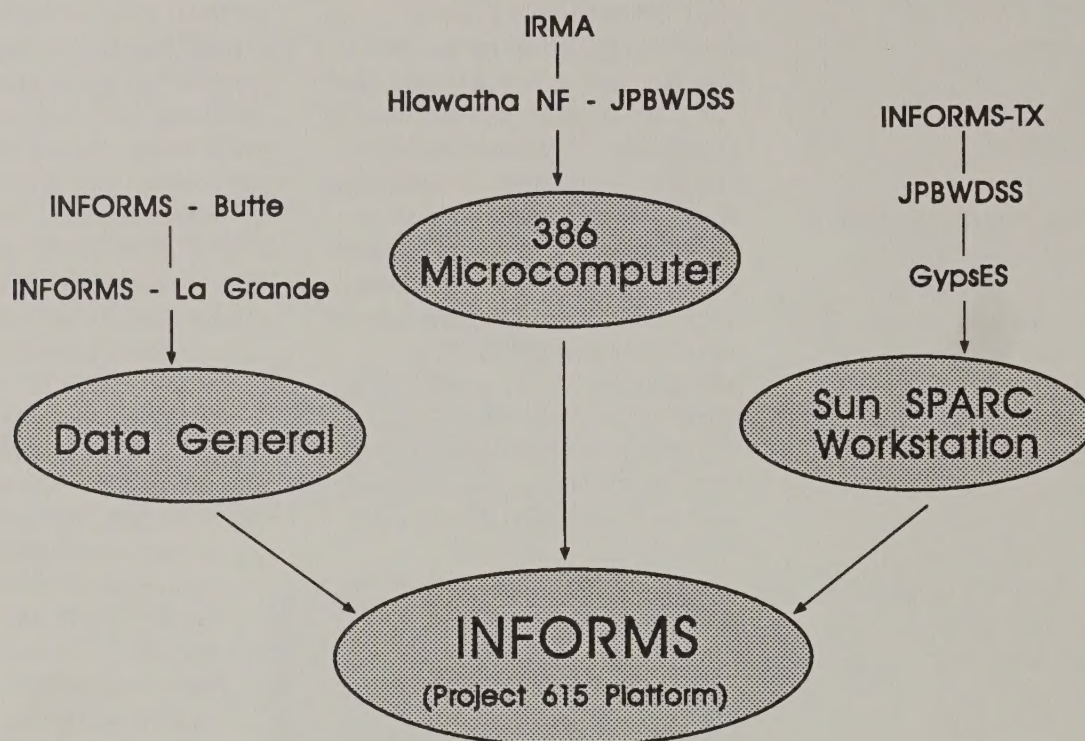 IRMA
Hiawatha NF - JPBWDSS
386
Microcomputer
INFORMS - Butte
INFORMS - La Grande
Data General
INFORMS-TX
JPBWDSS
GypsES
Sun SPARC
Workstation
INFORMS
(Project 615 Platform)